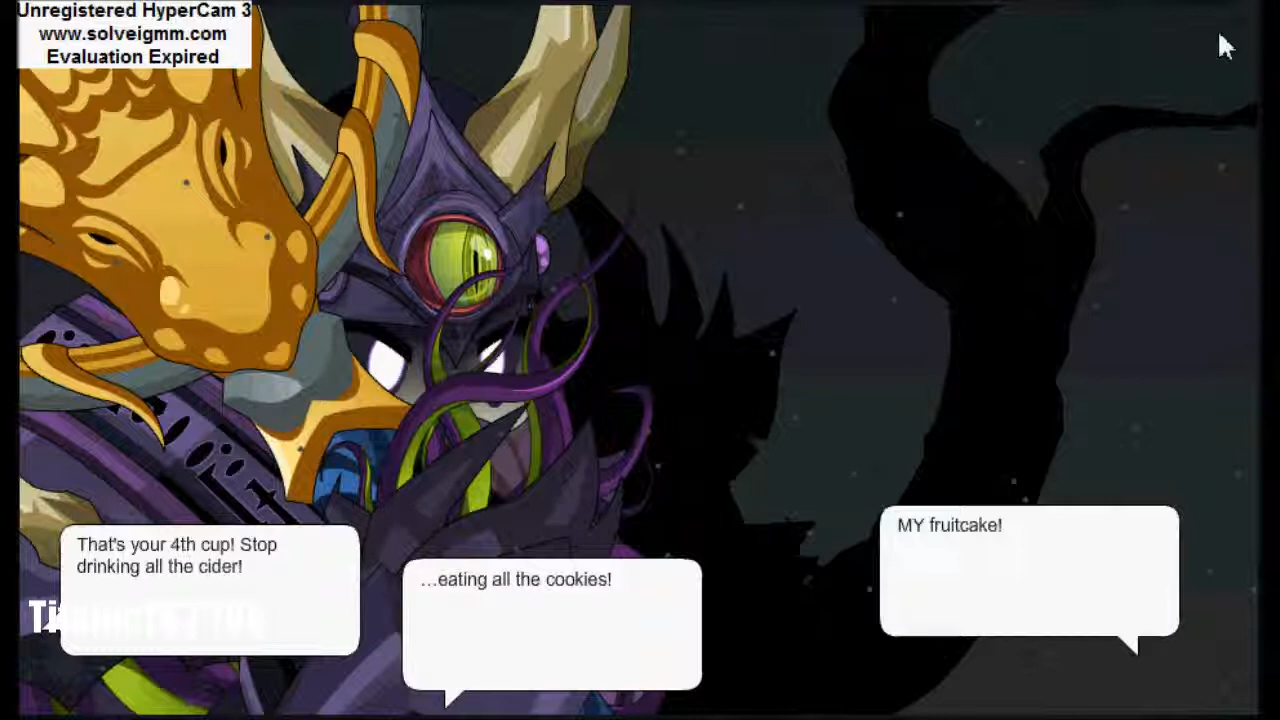 Unregistered HyperCam 3
www.solveigmm.com
Evaluation Expired
That's your 4th cup! Stop
drinking all the cider!
...eating all the cookies!
MY fruitcake!